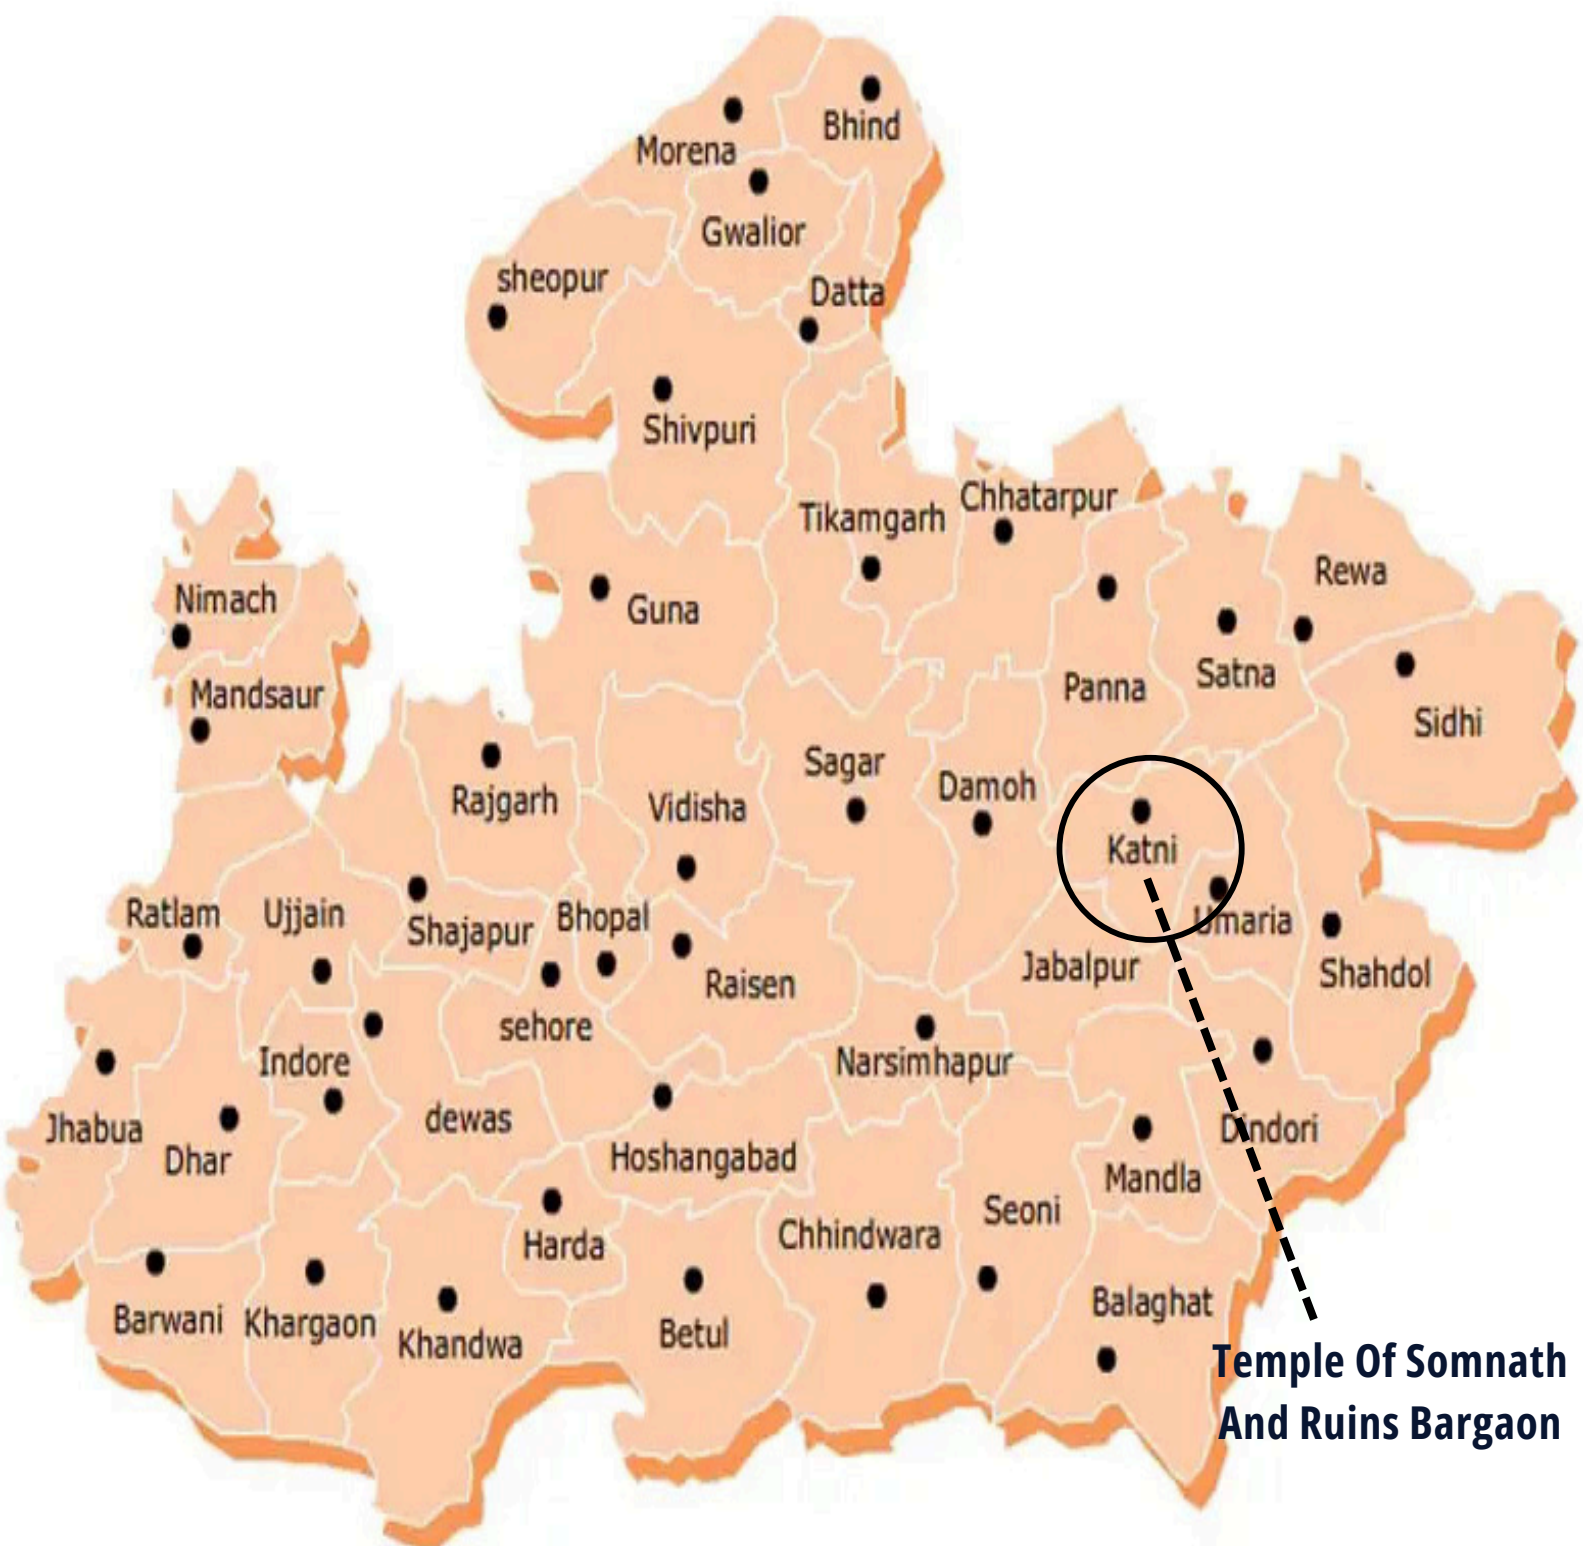 Bhind
Morena
Gwalior
sheopur
Datta
Shivpuri
Chhatarpur
Tikamgarh
Rewa
Nimach
Guna
Satna
Panna
Mandsaur
Sidhi
Sagar
Damoh
Rajgarh
Vidisha
Katni
Ratlam
Ujjain
Shajapur
Bhopal
Umaria
Jabalpur
Shahdol
Raisen
sehore
Indore
Narsimhapur
dewas
Jhabua
Dindori
Dhar
Hoshangabad
Mandla
Seoni
Chhindwara
Harda
Balaghat
Barwani
Khargaon
Khandwa
Betul
Temple Of Somnath
And Ruins Bargaon